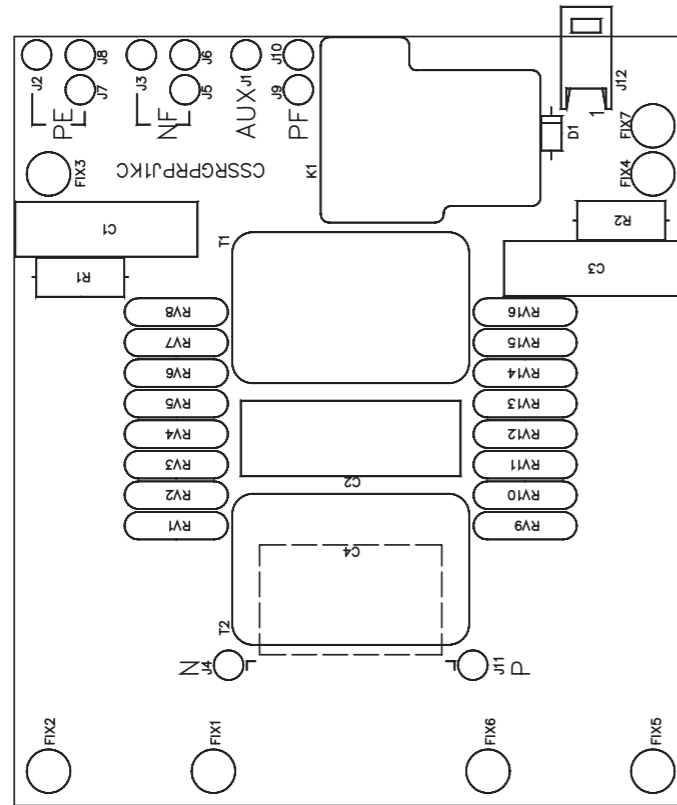 J2
J8
J3
J6
J1
J10
J12
J7
J5
J9
1
PE
NF
AUX
PF
D1
FIX7
FIX3
CSSRGPRPJ1KC
K1
FIX4
C1
T1
R2
R1
C3
RV8
RV16
RV7
RV15
RV6
RV14
RV5
RV13
RV4
RV12
RV3
RV11
C2
RV2
RV10
RV1
RV9
C4
T2
N
J4
J11
P
FIX2
FIX1
FIX6
FIX5